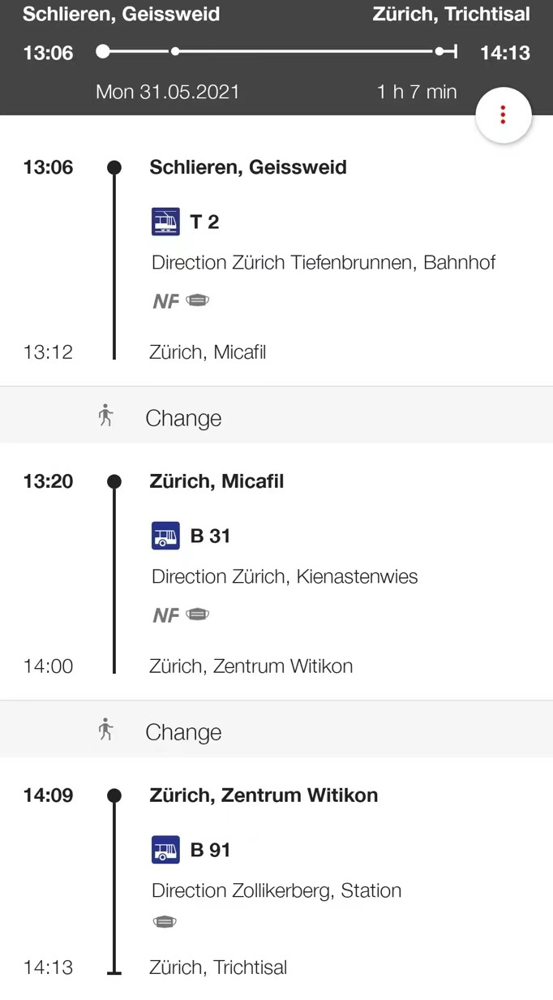 Schlieren, Geissweid Zürich, Trichtisal
13:06 14:13
Mon 31.05.2021 1 h 7 min
13:06 Schlieren, Geissweid
T 2
Direction Zürich Tiefenbrunnen, Bahnhof
NF
13:12 Zürich, Micafil
Change
13:20 Zürich, Micafil
B 31
Direction Zürich, Kienastenwies
NF
14:00 Zürich, Zentrum Witikon
Change
14:09 Zürich, Zentrum Witikon
B 91
Direction Zollikerberg, Station
14:13 Zürich, Trichtisal